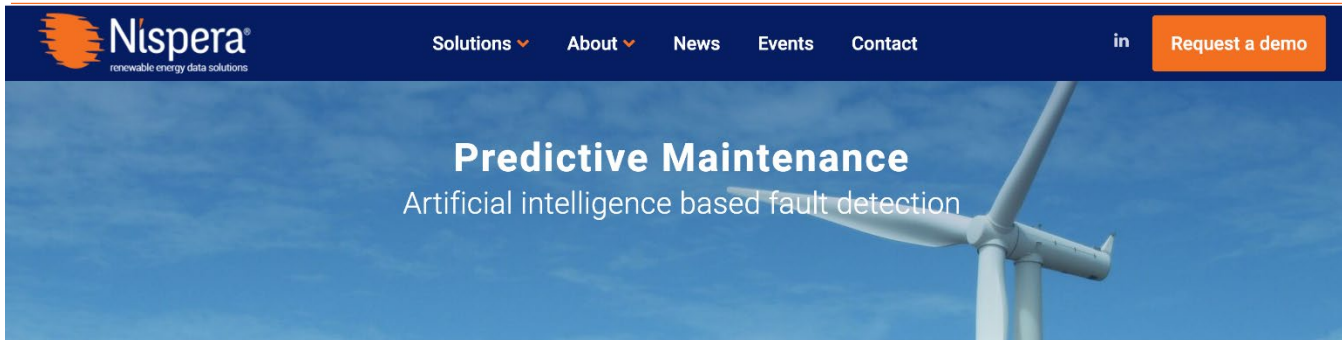 Nispera®
renewable energy data solutions
Solutions
About
News
Events
Contact
in
Request a demo
Predictive Maintenance
Artificial intelligence based fault detection